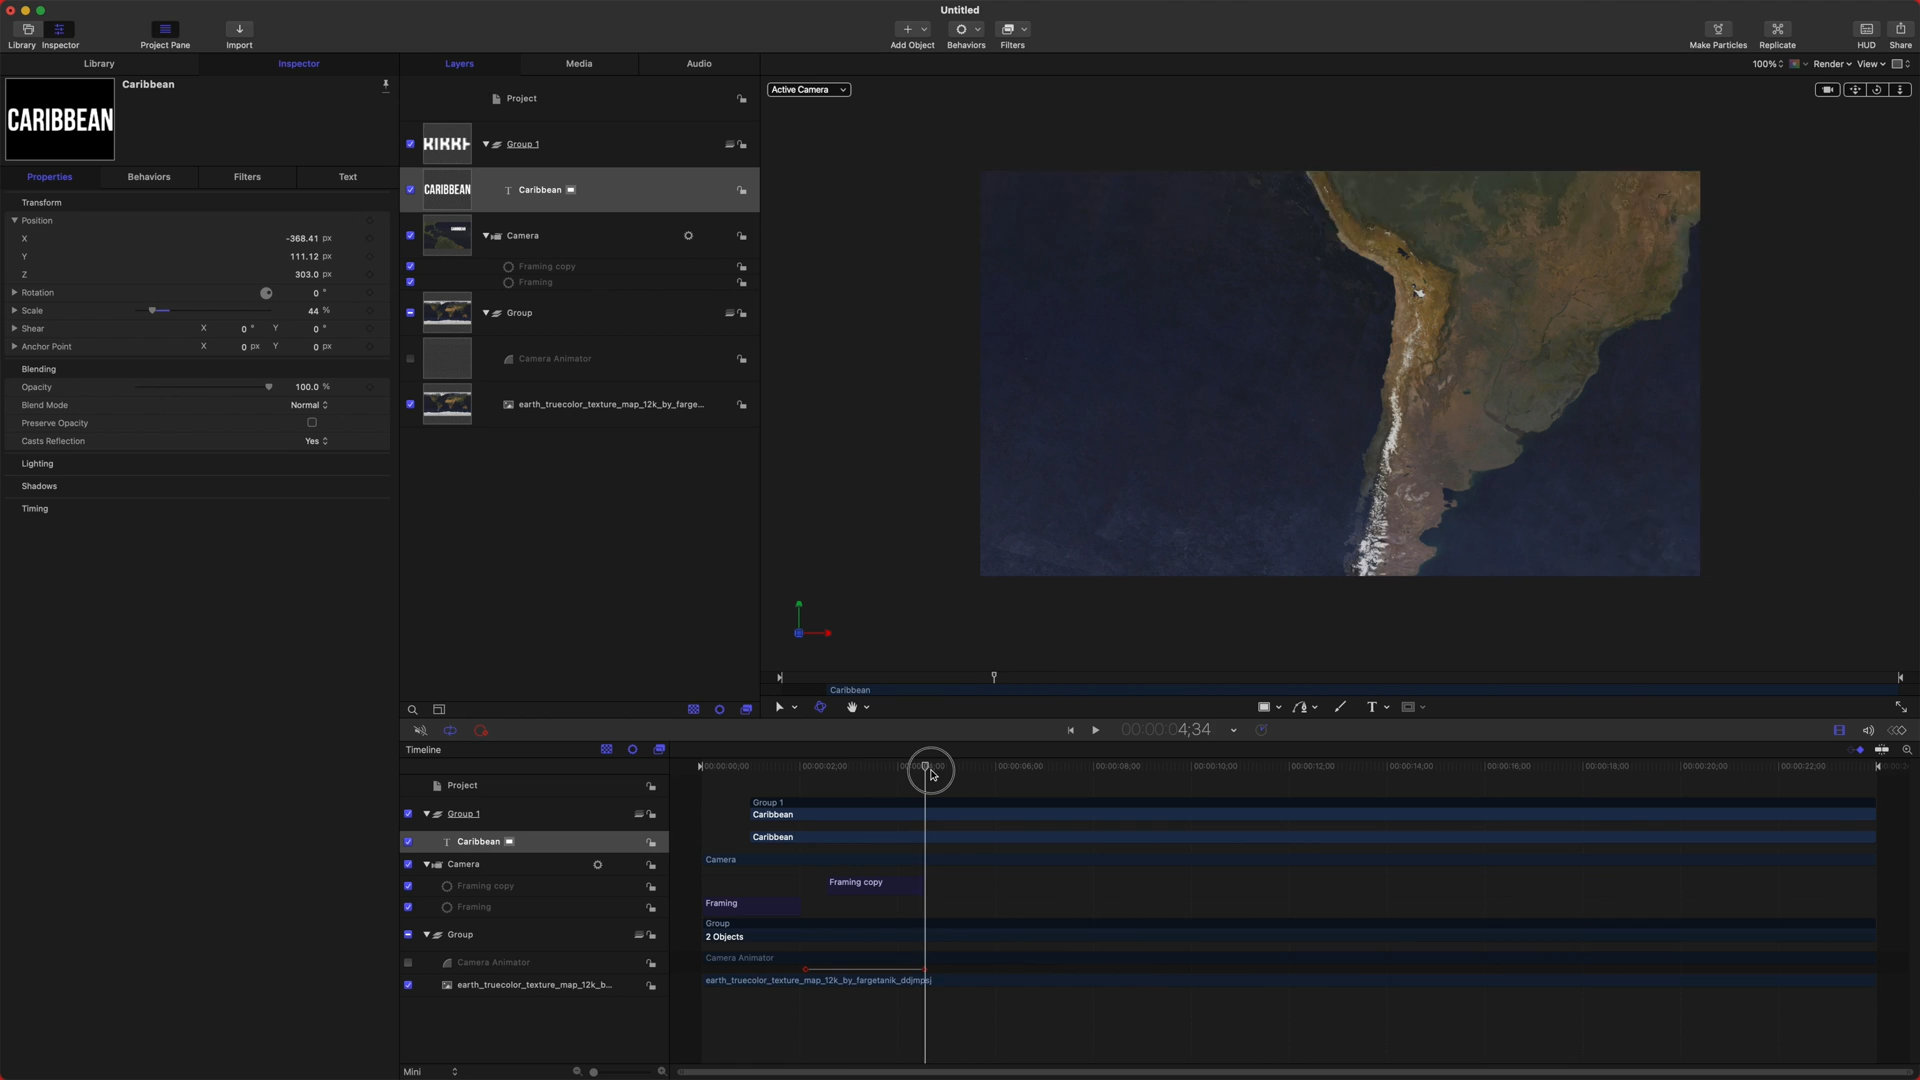 Untitled
Library Inspector Project Pane Import Add Object Behaviors Filters Make Particles Replicate HUD Share
Library Inspector Layers Media Audio 100% Render View
CARIBBEAN Caribbean
Properties Behaviors Filters Text
Transform
Position
X -368.41 px
Y 111.12 px
Z 303.0 px
Rotation 0 °
Scale 44 %
Shear X 0 ° Y 0 °
Anchor Point X 0 px Y 0 px
Blending
Opacity 100.0 %
Blend Mode Normal
Preserve Opacity
Casts Reflection Yes
Lighting
Shadows
Timing
Project
Group 1
CARIBBEAN T Caribbean
Camera
Framing copy
Framing
Group
Camera Animator
earth_truecolor_texture_map_12k_by_farge...
Active Camera
Caribbean
T
00:00:04;34
Timeline
00:00:00;00 00:00:02;00 00:00:06;00 00:00:08;00 00:00:10;00 00:00:12;00 00:00:14;00 00:00:16;00 00:00:18;00 00:00:20;00 00:00:22;00
Project
Group 1 Group 1
Caribbean
T Caribbean Caribbean
Camera Camera
Framing copy Framing copy
Framing Framing
Group Group
2 Objects
Camera Animator Camera Animator
earth_truecolor_texture_map_12k_b... earth_truecolor_texture_map_12k_by_fargetanik_ddjmpsj
Mini